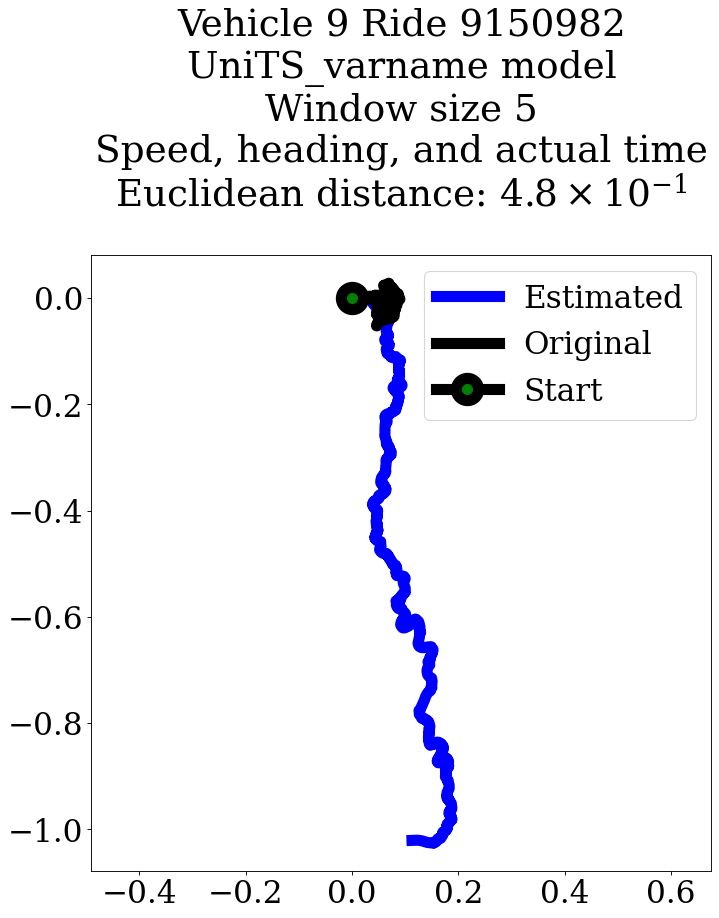 Vehicle 9 Ride 9150982
UniTS_varname model
Window size 5
Speed, heading, and actual time
Euclidean distance: 4.8 × 10⁻¹
Estimated
Original
Start
0.0
−0.2
−0.4
−0.6
−0.8
−1.0
−0.4 −0.2 0.0 0.2 0.4 0.6